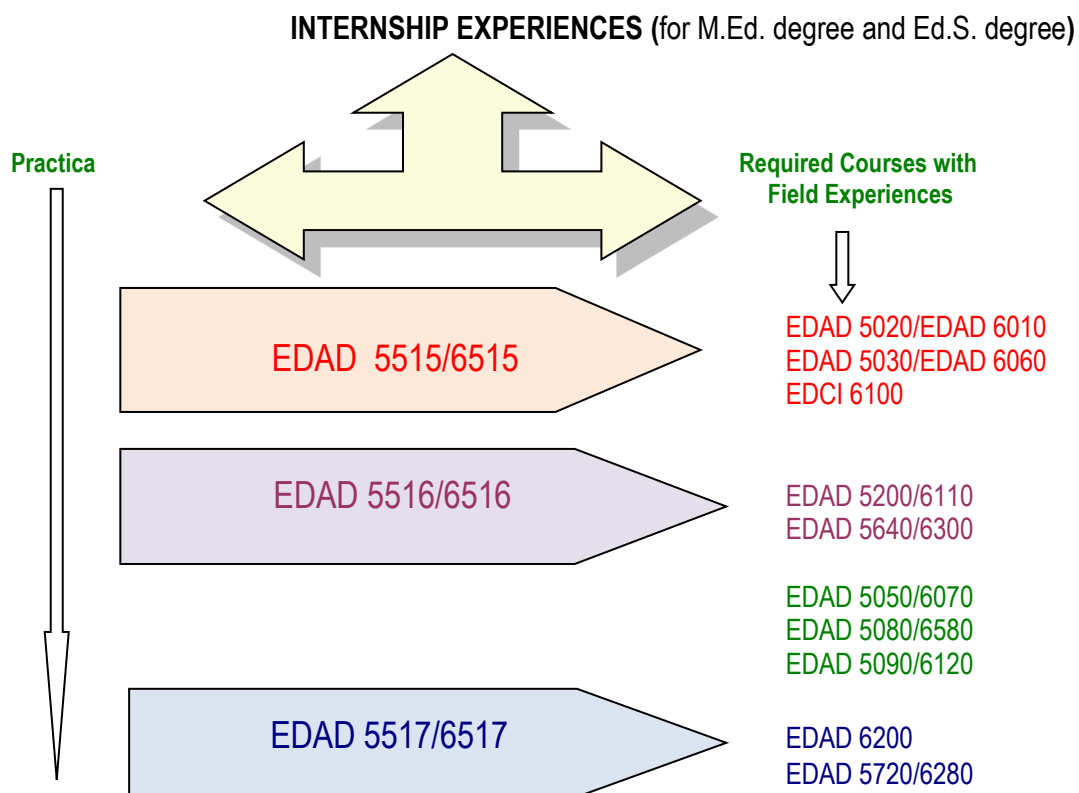 INTERNSHIP EXPERIENCES (for M.Ed. degree and Ed.S. degree)
Practica
Required Courses with
Field Experiences
EDAD 5515/6515
EDAD 5020/EDAD 6010
EDAD 5030/EDAD 6060
EDCI 6100
EDAD 5516/6516
EDAD 5200/6110
EDAD 5640/6300
EDAD 5050/6070
EDAD 5080/6580
EDAD 5090/6120
EDAD 5517/6517
EDAD 6200
EDAD 5720/6280